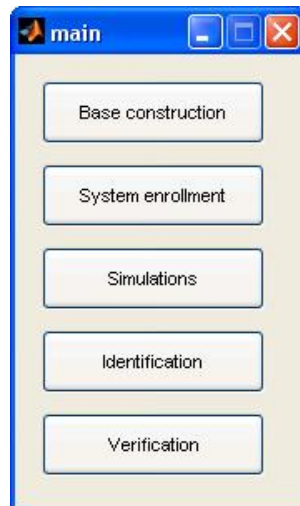 main
Base construction
System enrollment
Simulations
Identification
Verification